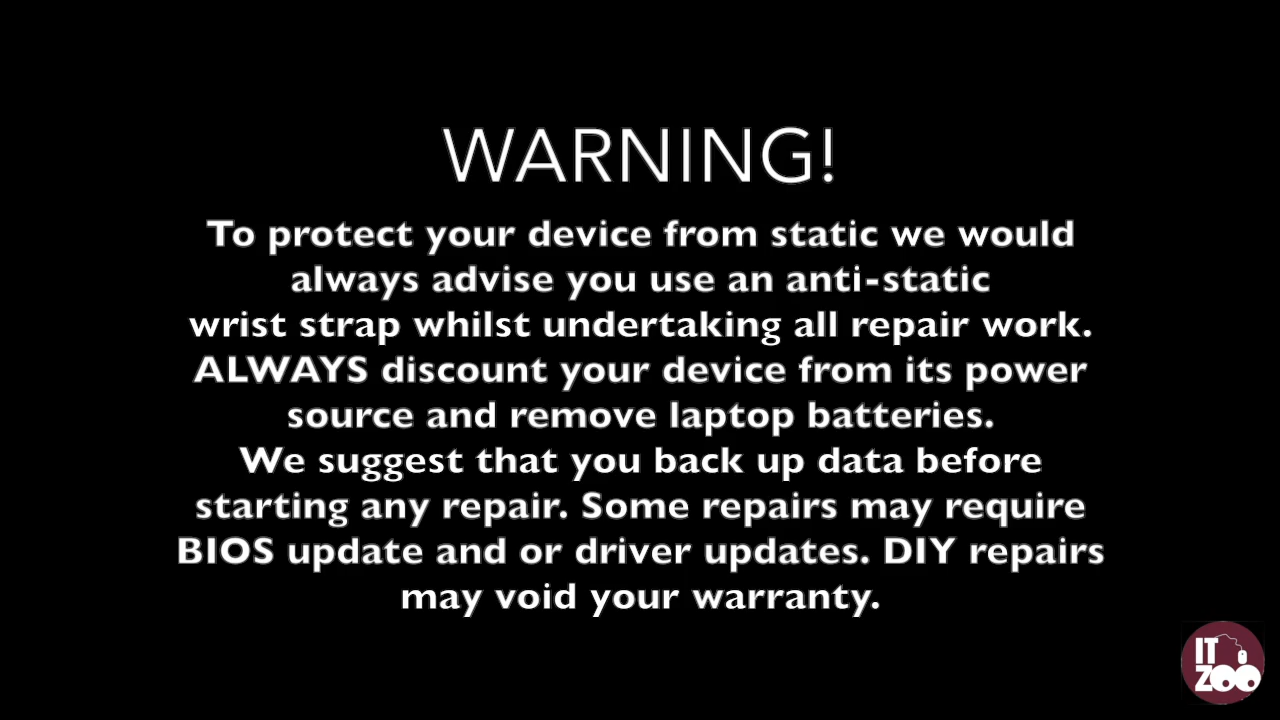 WARNING!
To protect your device from static we would
always advise you use an anti-static
wrist strap whilst undertaking all repair work.
ALWAYS discount your device from its power
source and remove laptop batteries.
We suggest that you back up data before
starting any repair. Some repairs may require
BIOS update and or driver updates. DIY repairs
may void your warranty.
IT
ZOO